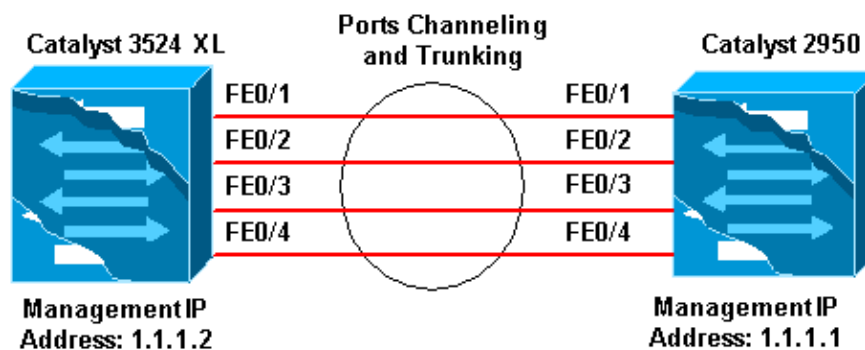 Ports Channeling
and Trunking
Catalyst 3524 XL
Catalyst 2950
FE0/1
FE0/1
FE0/2
FE0/2
FE0/3
FE0/3
FE0/4
FE0/4
Management IP
Address: 1.1.1.2
Management IP
Address: 1.1.1.1